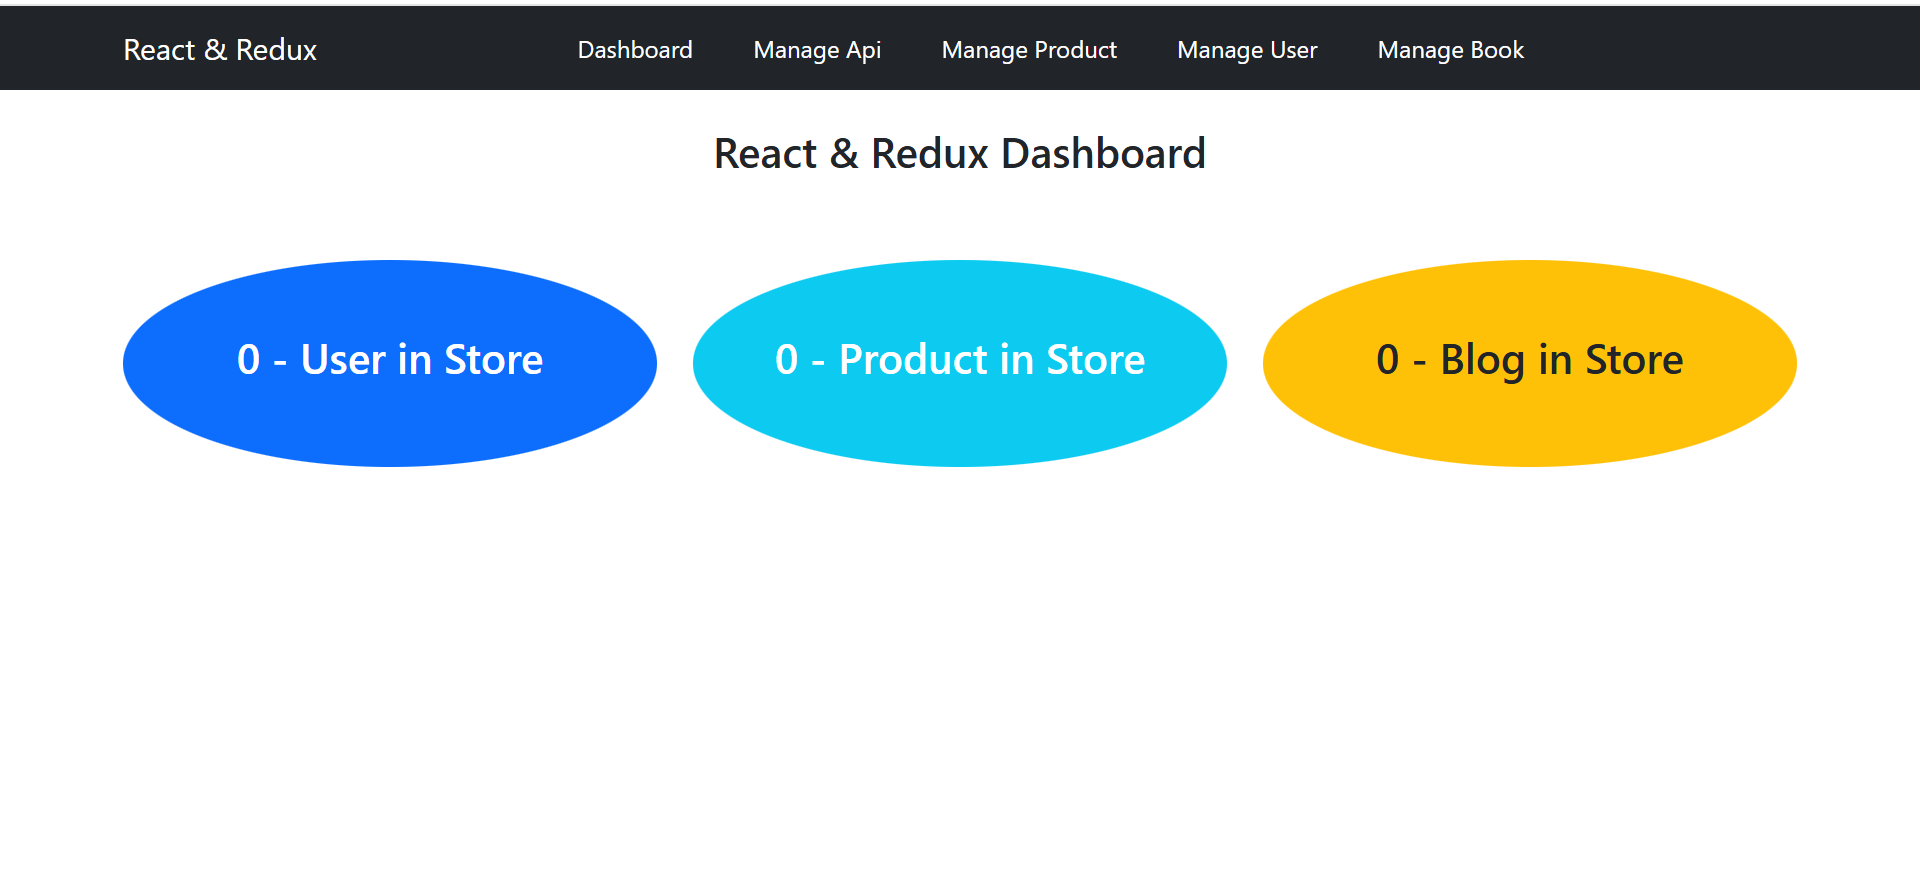 React & Redux Dashboard Manage Api Manage Product Manage User Manage Book
React & Redux Dashboard
0 - User in Store 0 - Product in Store 0 - Blog in Store